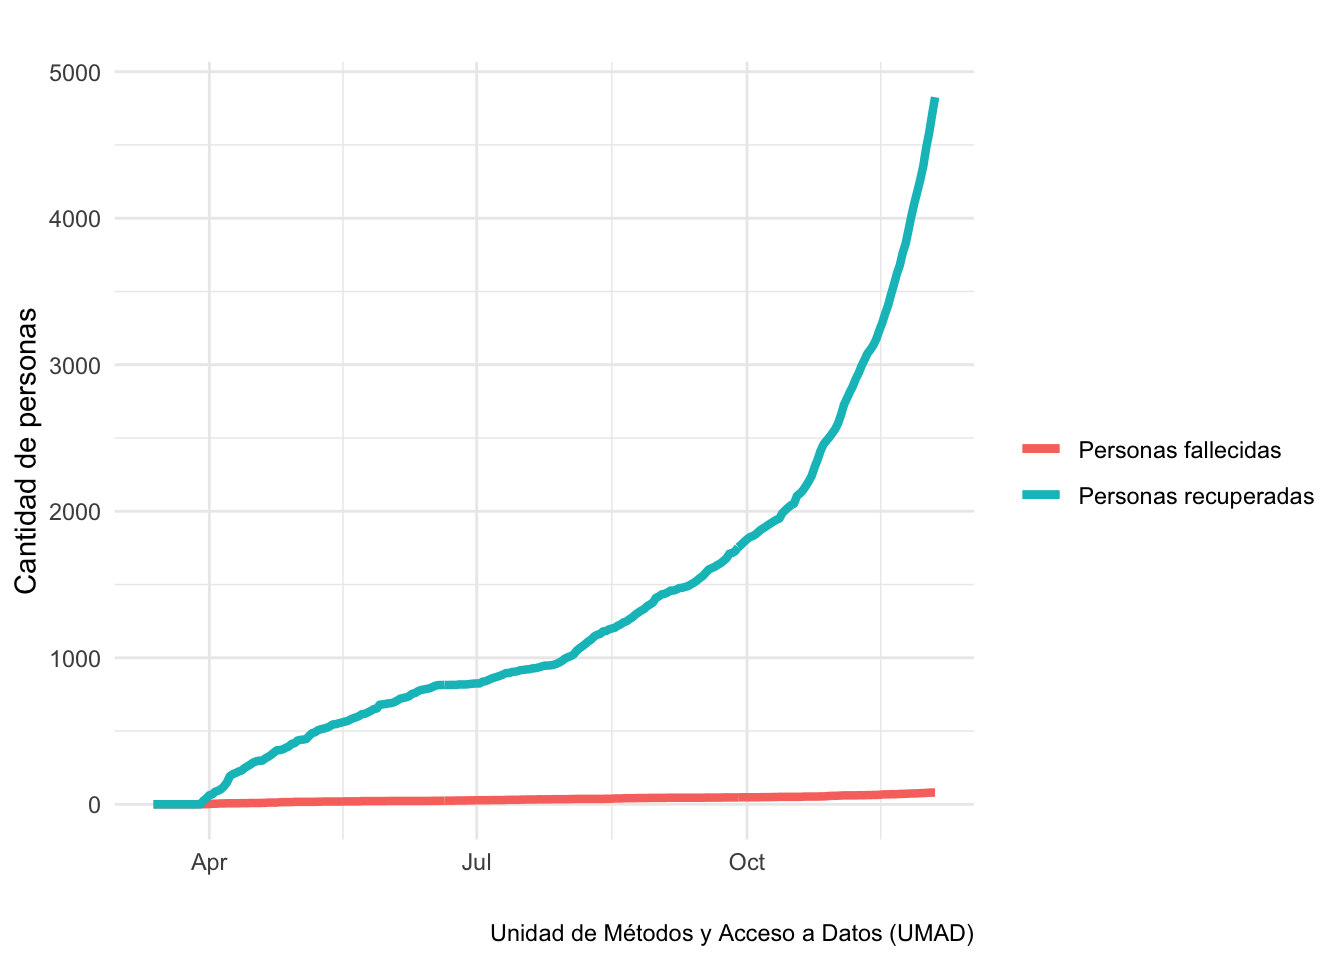 5000
4000
3000
2000
1000
0
Cantidad de personas
Apr Jul Oct
Personas fallecidas
Personas recuperadas
Unidad de Métodos y Acceso a Datos (UMAD)